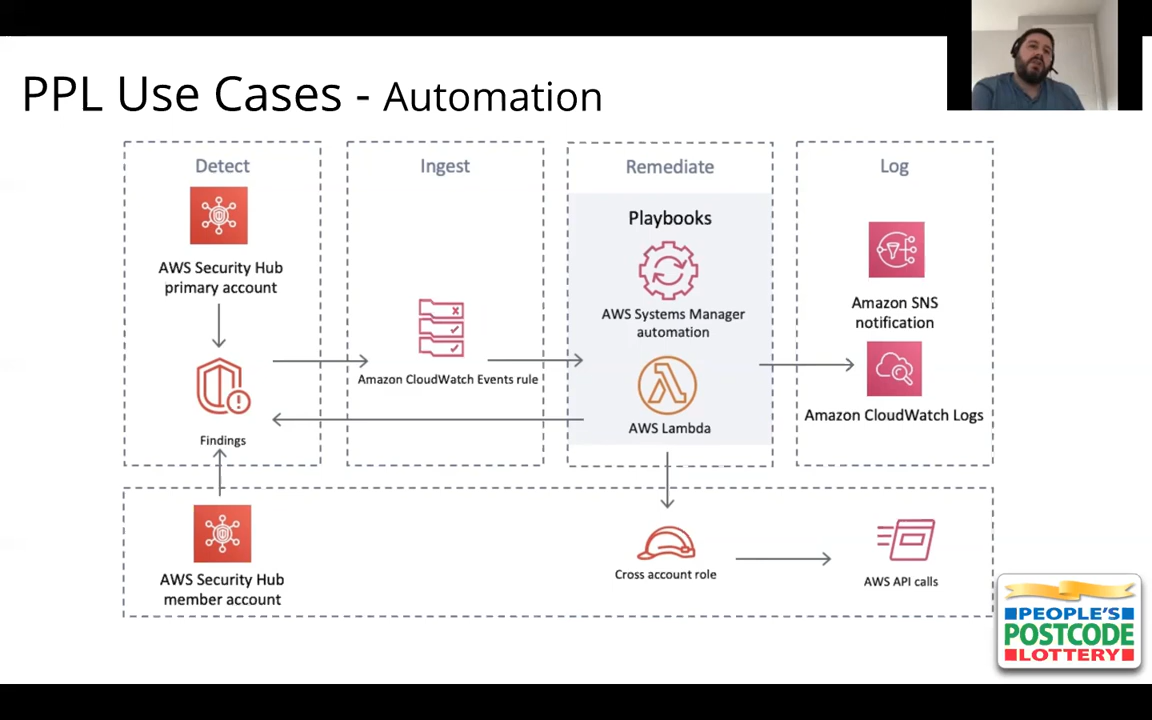 PPL Use Cases - Automation
Detect
Ingest
Remediate
Log
AWS Security Hub
primary account
Findings
Amazon CloudWatch Events rule
Playbooks
AWS Systems Manager
automation
AWS Lambda
Amazon SNS
notification
Amazon CloudWatch Logs
AWS Security Hub
member account
Cross account role
AWS API calls
PEOPLE'S
POSTCODE
LOTTERY